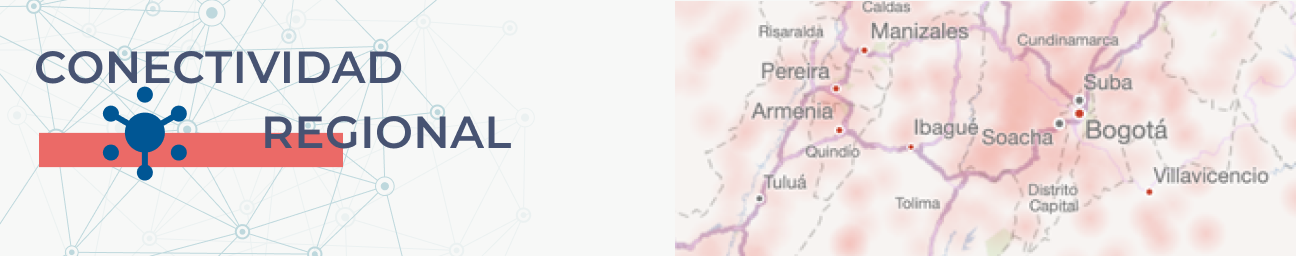 CONECTIVIDAD
REGIONAL
Caldas
Risaralda
Manizales
Cundinamarca
Pereira
Suba
Armenia
Ibagué
Soacha
Bogotá
Quindío
Tuluá
Villavicencio
Tolima
Distrito
Capital